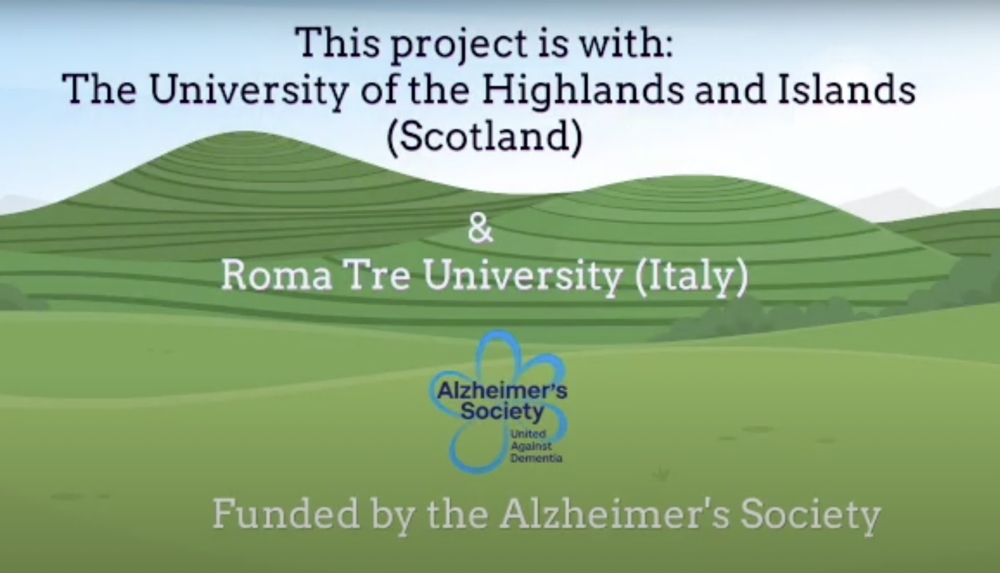 This project is with:
The University of the Highlands and Islands
(Scotland)
&
Roma Tre University (Italy)
Alzheimer's
Society
United
Against
Dementia
Funded by the Alzheimer's Society